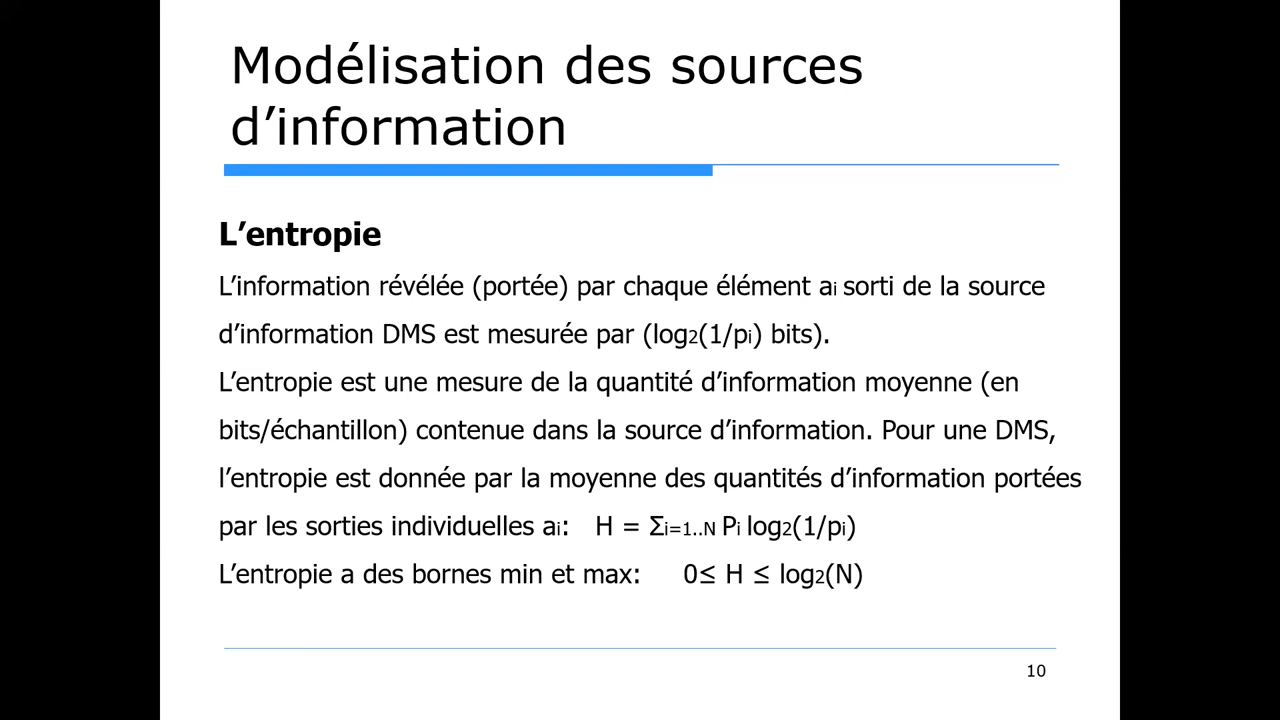 Modélisation des sources
d’information
L’entropie
L’information révélée (portée) par chaque élément ai sorti de la source
d’information DMS est mesurée par (log2(1/pi) bits).
L’entropie est une mesure de la quantité d’information moyenne (en
bits/échantillon) contenue dans la source d’information. Pour une DMS,
l’entropie est donnée par la moyenne des quantités d’information portées
par les sorties individuelles ai: H = Σi=1..N Pi log2(1/pi)
L’entropie a des bornes min et max: 0≤ H ≤ log2(N)
10